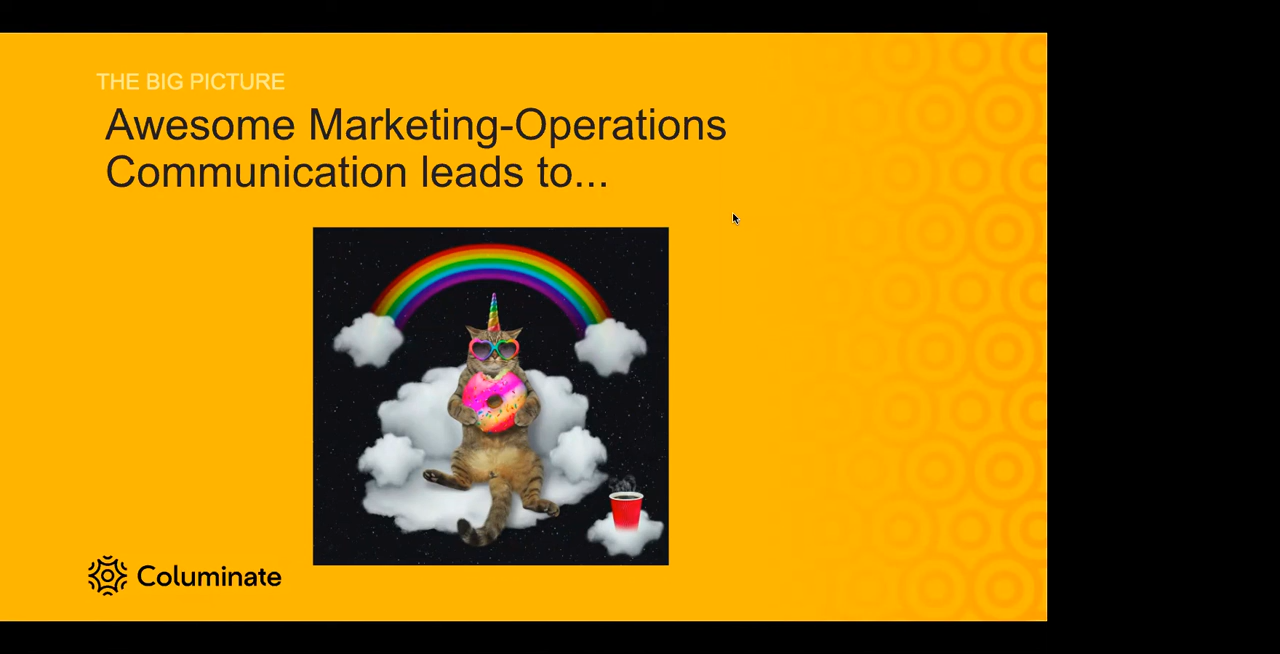 THE BIG PICTURE
Awesome Marketing-Operations
Communication leads to...
Columinate